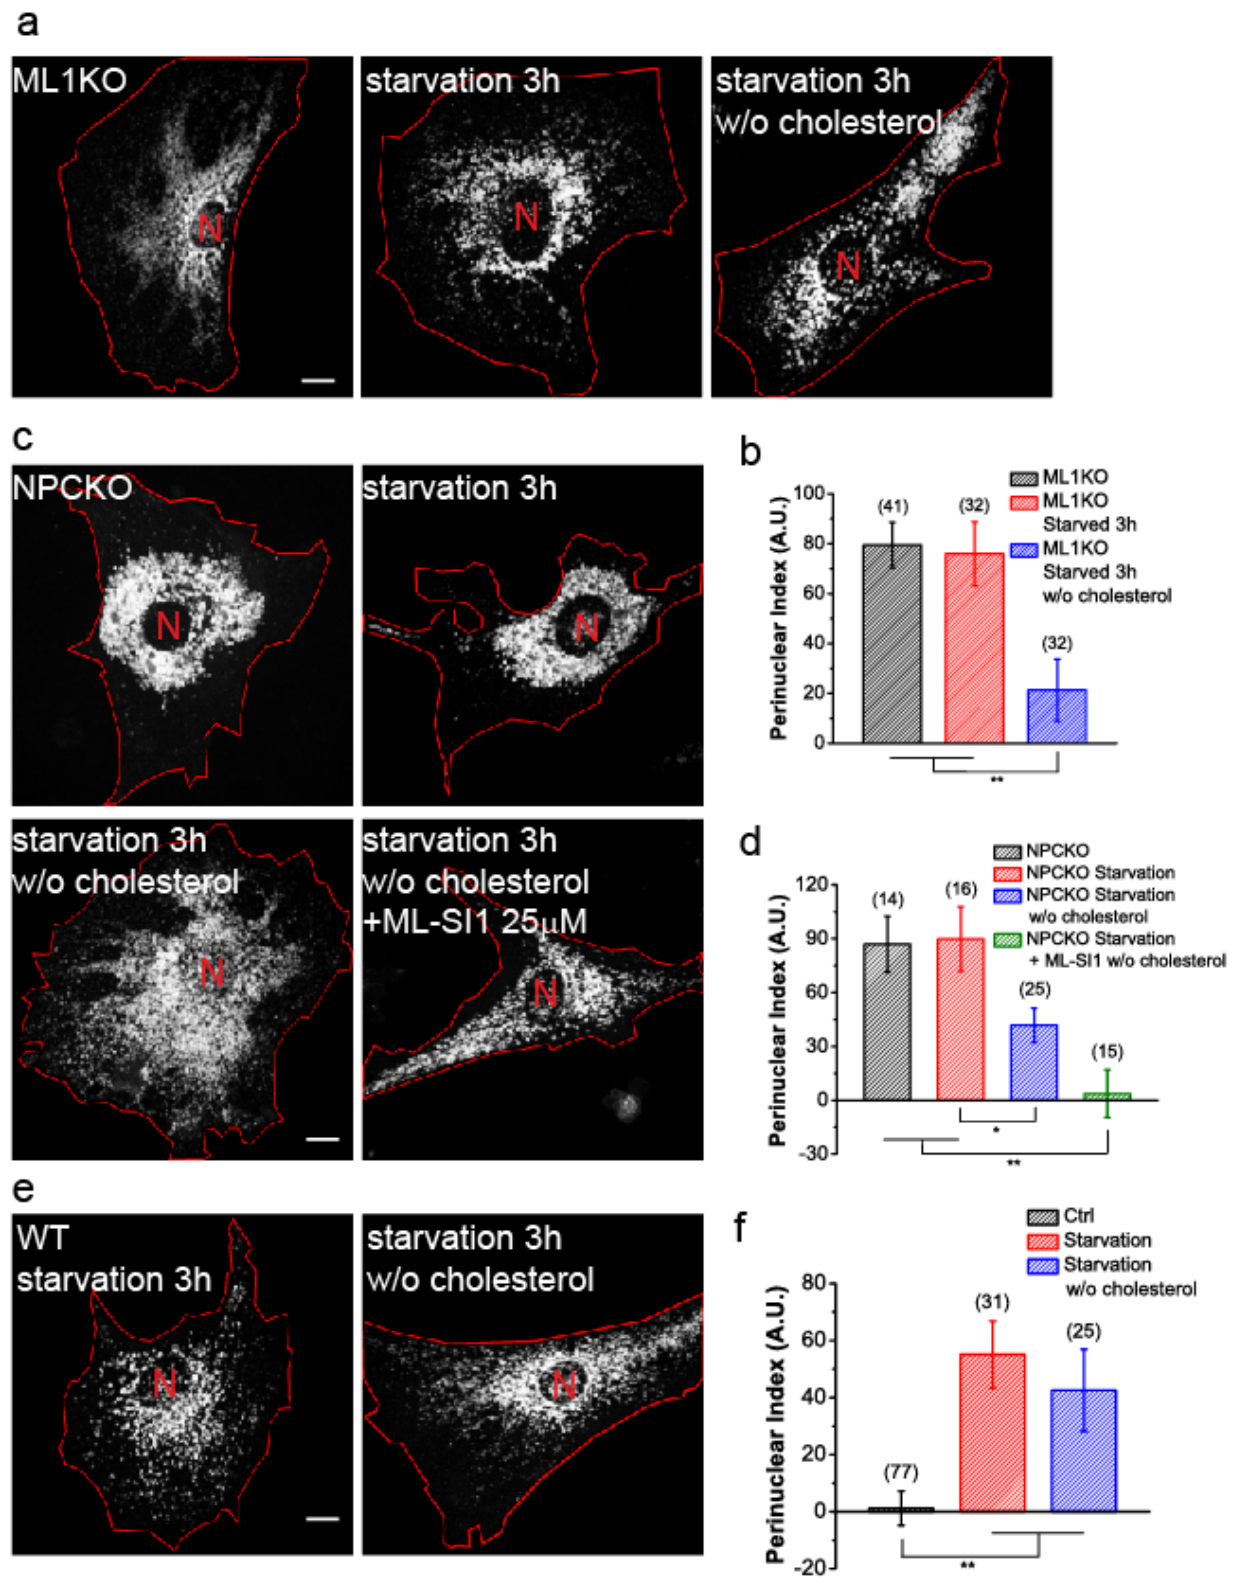 a
ML1KO
N
starvation 3h
N
starvation 3h
w/o cholesterol
N
c
NPCKO
N
starvation 3h
N
starvation 3h
w/o cholesterol
N
starvation 3h
w/o cholesterol
+ML-SI1 25µM
N
b
ML1KO
ML1KO
Starved 3h
ML1KO
Starved 3h
w/o cholesterol
Perinuclear Index (A.U.)
100
80
60
40
20
0
(41)
(32)
(32)
**
d
NPCKO
NPCKO Starvation
NPCKO Starvation
w/o cholesterol
NPCKO Starvation
+ ML-SI1 w/o cholesterol
Perinuclear Index (A.U.)
120
90
60
30
0
-30
(14)
(16)
(25)
(15)
*
**
e
WT
starvation 3h
N
starvation 3h
w/o cholesterol
N
f
Ctrl
Starvation
Starvation
w/o cholesterol
Perinuclear Index (A.U.)
80
60
40
20
0
-20
(77)
(31)
(25)
**